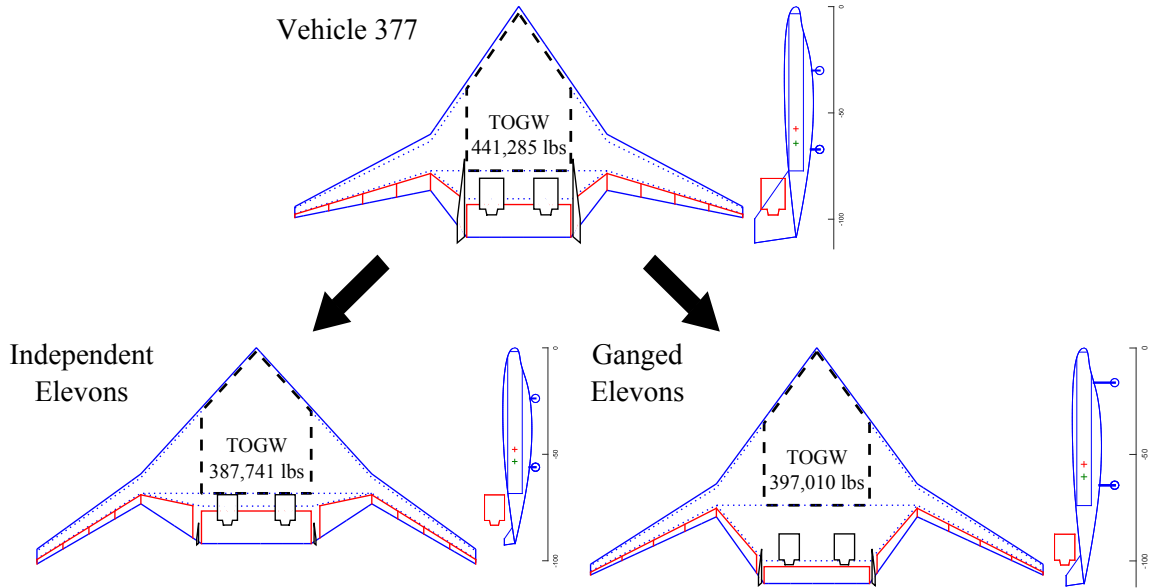 Vehicle 377
TOGW
441,285 lbs
0
-50
-100
Independent
Elevons
TOGW
387,741 lbs
0
-50
-100
Ganged
Elevons
TOGW
397,010 lbs
0
-50
-100